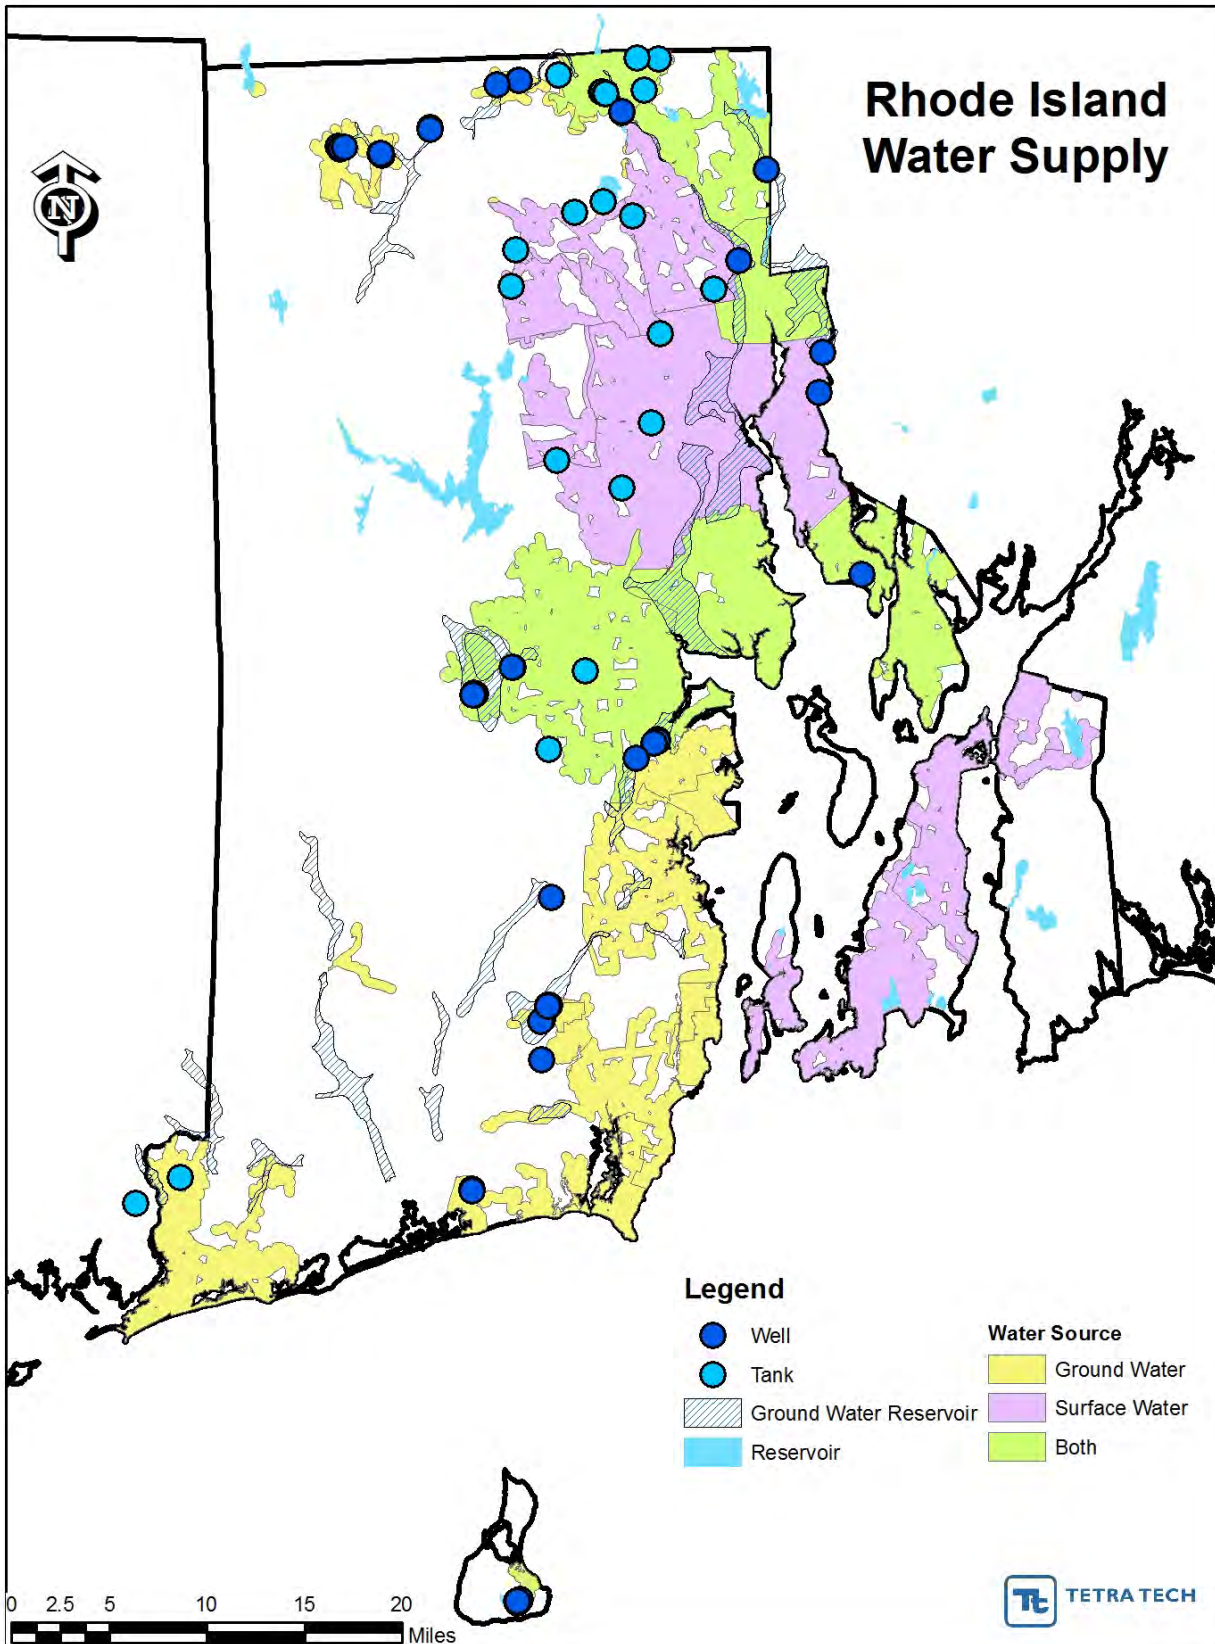 Rhode Island
Water Supply
N
Legend
Well
Tank
Ground Water Reservoir
Reservoir
Water Source
Ground Water
Surface Water
Both
0 2.5 5 10 15 20
Miles
Tt TETRA TECH